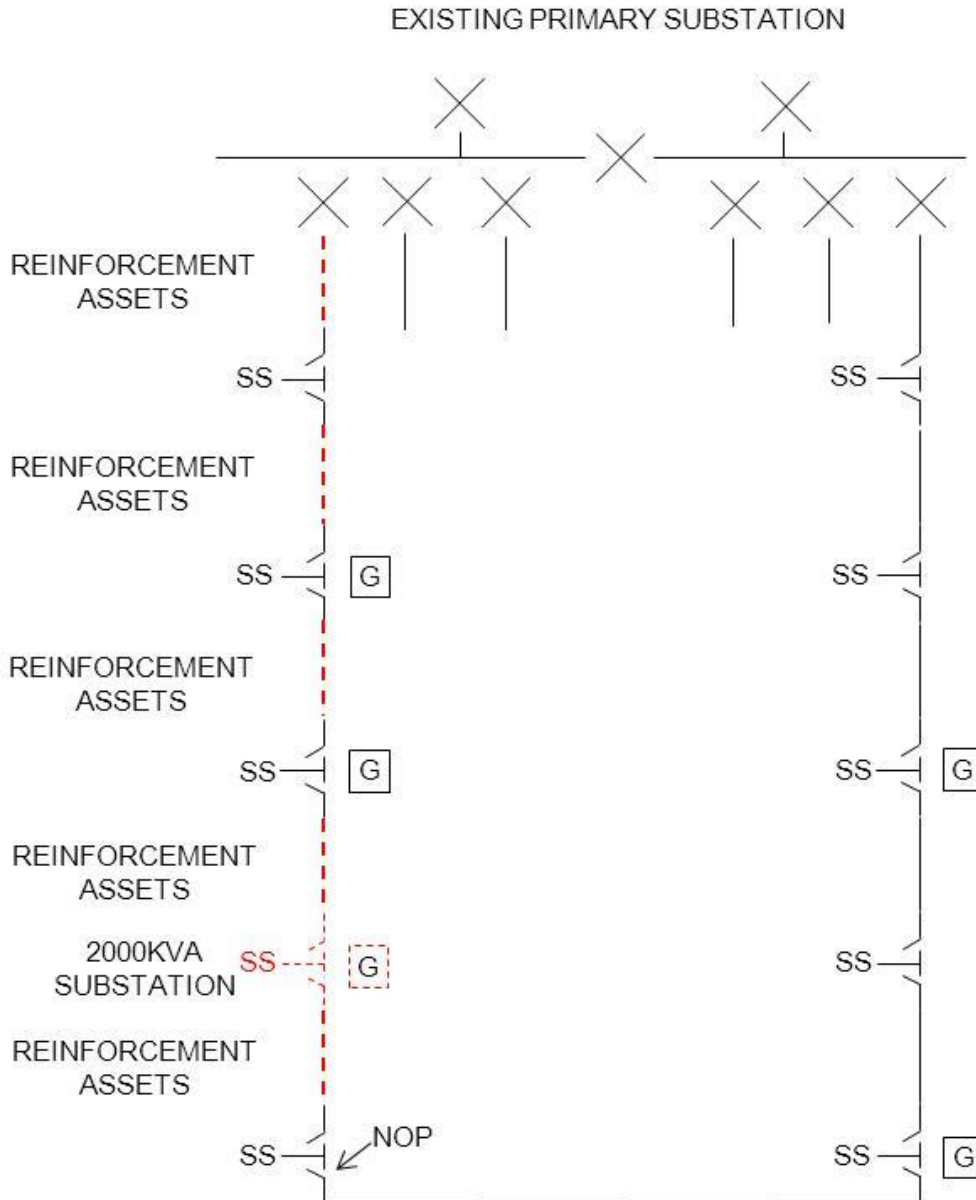 EXISTING PRIMARY SUBSTATION
REINFORCEMENT
ASSETS
SS
SS
REINFORCEMENT
ASSETS
SS
G
SS
REINFORCEMENT
ASSETS
SS
G
SS
G
REINFORCEMENT
ASSETS
2000KVA
SUBSTATION
SS
G
SS
REINFORCEMENT
ASSETS
NOP
SS
SS
G